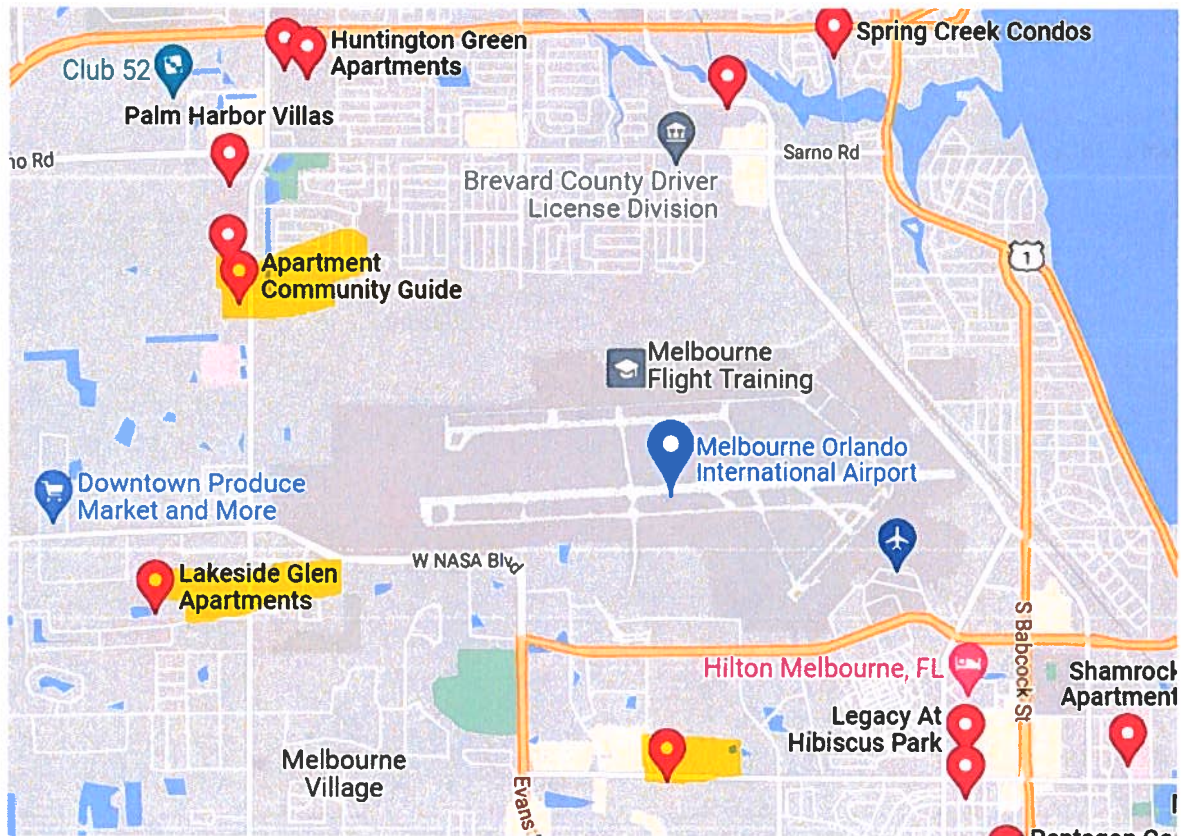 Huntington Green
Apartments
Spring Creek Condos
Club 52
Palm Harbor Villas
no Rd
Sarno Rd
Brevard County Driver
License Division
1
Apartment
Community Guide
Melbourne
Flight Training
Melbourne Orlando
International Airport
Downtown Produce
Market and More
W NASA Blvd
Lakeside Glen
Apartments
S Babcock St
Hilton Melbourne, FL
Shamrock
Apartment
Legacy At
Hibiscus Park
Melbourne
Village
Evans